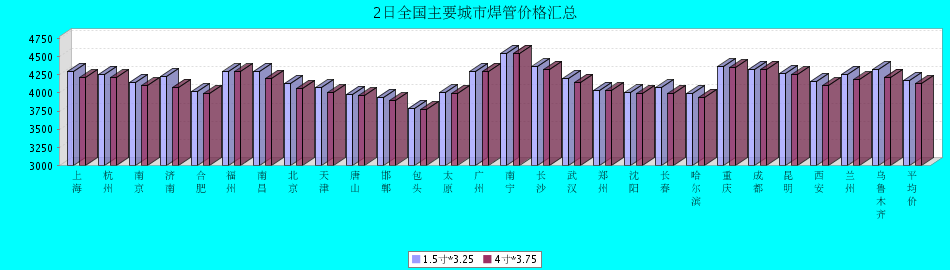 2日全国主要城市焊管价格汇总
4750
4500
4250
4000
3750
3500
3250
3000
上海 杭州 南京 济南 合肥 福州 南昌 北京 天津 唐山 邯郸 包头 太原 广州 南宁 长沙 武汉 郑州 沈阳 长春 哈尔滨 重庆 成都 昆明 西安 兰州 乌鲁木齐 平均价
1.5寸*3.25 4寸*3.75